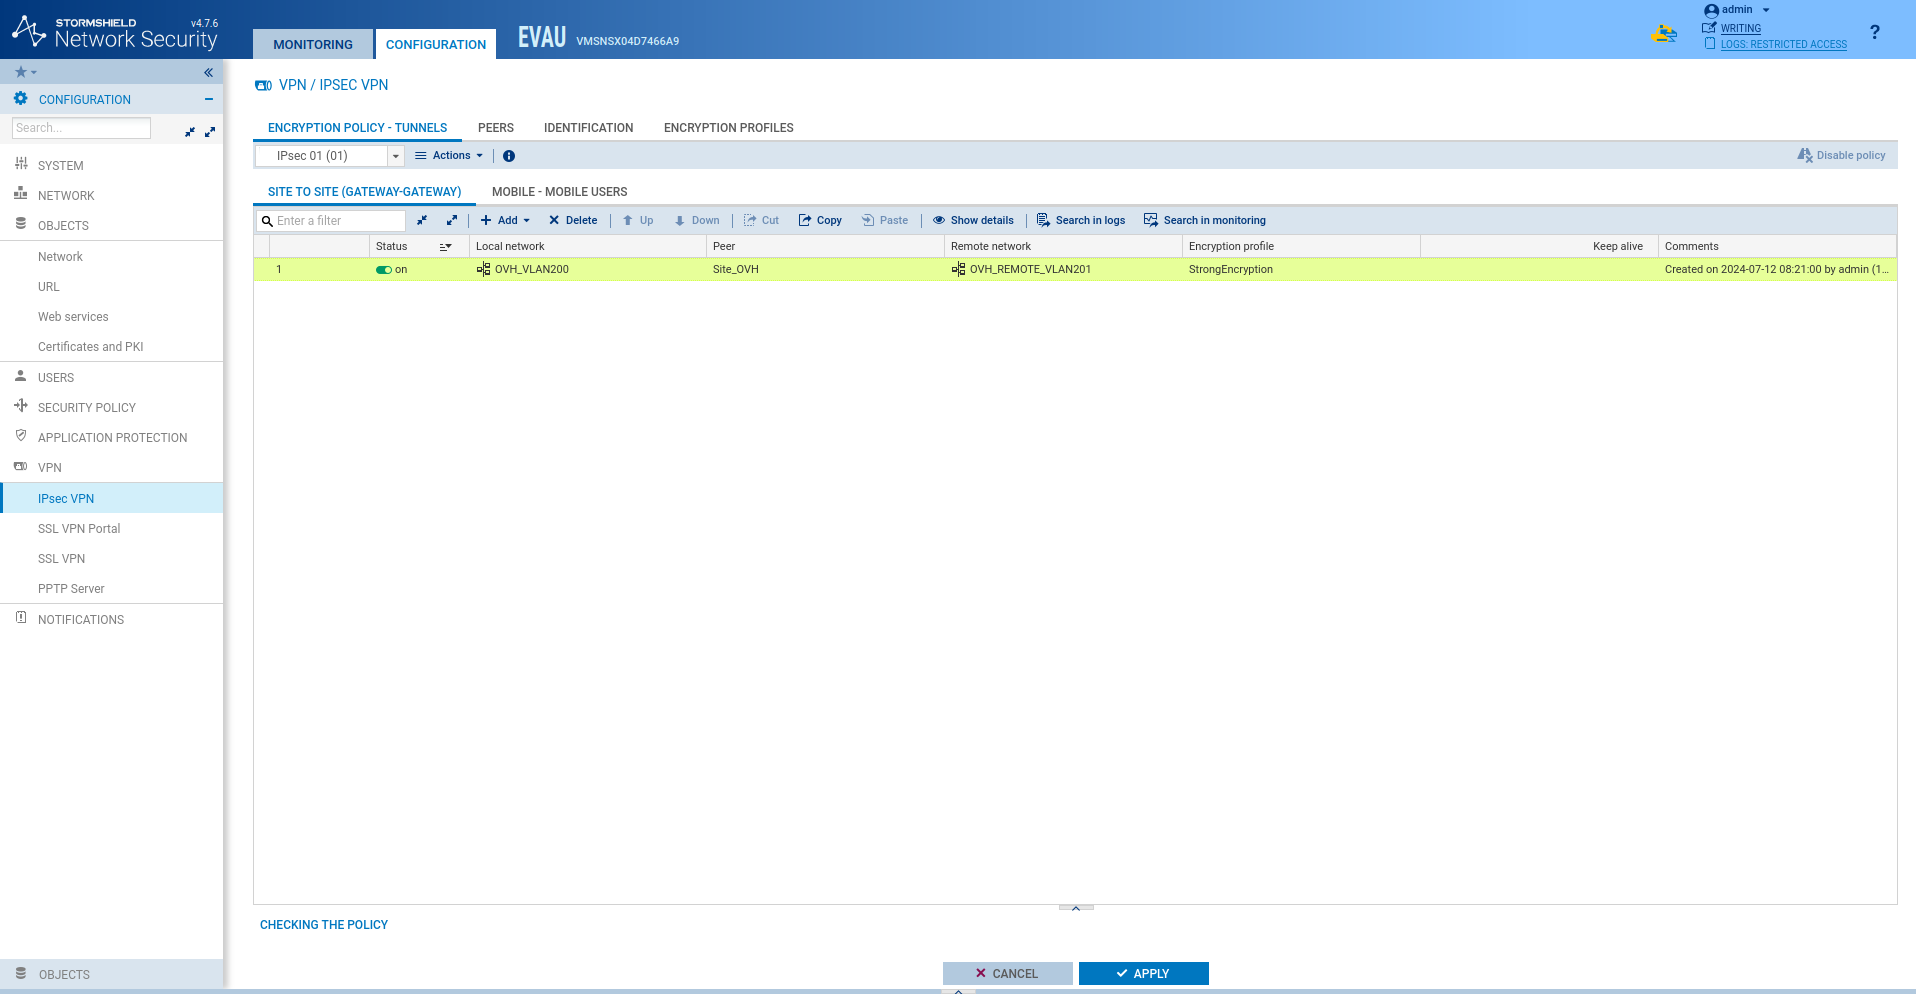 STORMSHIELD
Network Security
v4.7.6
MONITORING
CONFIGURATION
EVAU
VMSNSX04D7466A9
admin
WRITING
LOGS: RESTRICTED ACCESS
?
CONFIGURATION
Search...
SYSTEM
NETWORK
OBJECTS
Network
URL
Web services
Certificates and PKI
USERS
SECURITY POLICY
APPLICATION PROTECTION
VPN
IPsec VPN
SSL VPN Portal
SSL VPN
PPTP Server
NOTIFICATIONS
OBJECTS
VPN / IPSEC VPN
ENCRYPTION POLICY - TUNNELS PEERS IDENTIFICATION ENCRYPTION PROFILES
IPsec 01 (01) Actions Disable policy
SITE TO SITE (GATEWAY-GATEWAY) MOBILE - MOBILE USERS
Enter a filter Add Delete Up Down Cut Copy Paste Show details Search in logs Search in monitoring
Status Local network Peer Remote network Encryption profile Keep alive Comments
1 on OVH_VLAN200 Site_OVH OVH_REMOTE_VLAN201 StrongEncryption Created on 2024-07-12 08:21:00 by admin (1...
CHECKING THE POLICY
CANCEL APPLY